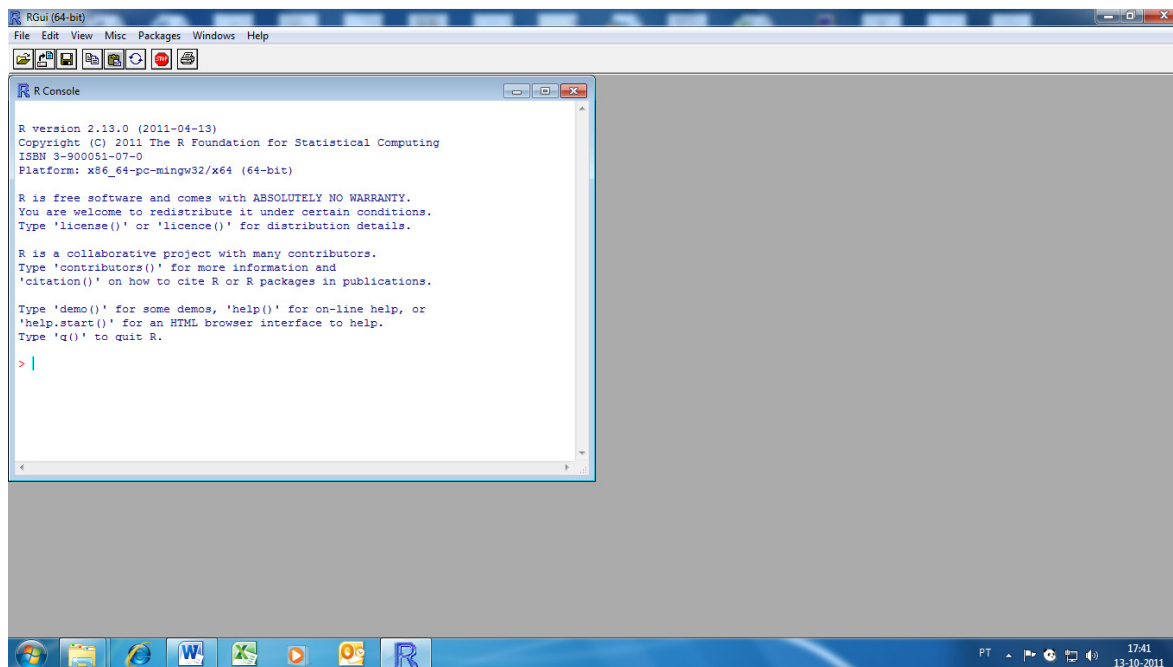 RGui (64-bit)
File Edit View Misc Packages Windows Help
STOP
R Console
R version 2.13.0 (2011-04-13)
Copyright (C) 2011 The R Foundation for Statistical Computing
ISBN 3-900051-07-0
Platform: x86_64-pc-mingw32/x64 (64-bit)
R is free software and comes with ABSOLUTELY NO WARRANTY.
You are welcome to redistribute it under certain conditions.
Type 'license()' or 'licence()' for distribution details.
R is a collaborative project with many contributors.
Type 'contributors()' for more information and
'citation()' on how to cite R or R packages in publications.
Type 'demo()' for some demos, 'help()' for on-line help, or
'help.start()' for an HTML browser interface to help.
Type 'q()' to quit R.
>
PT 17:41
13-10-2011